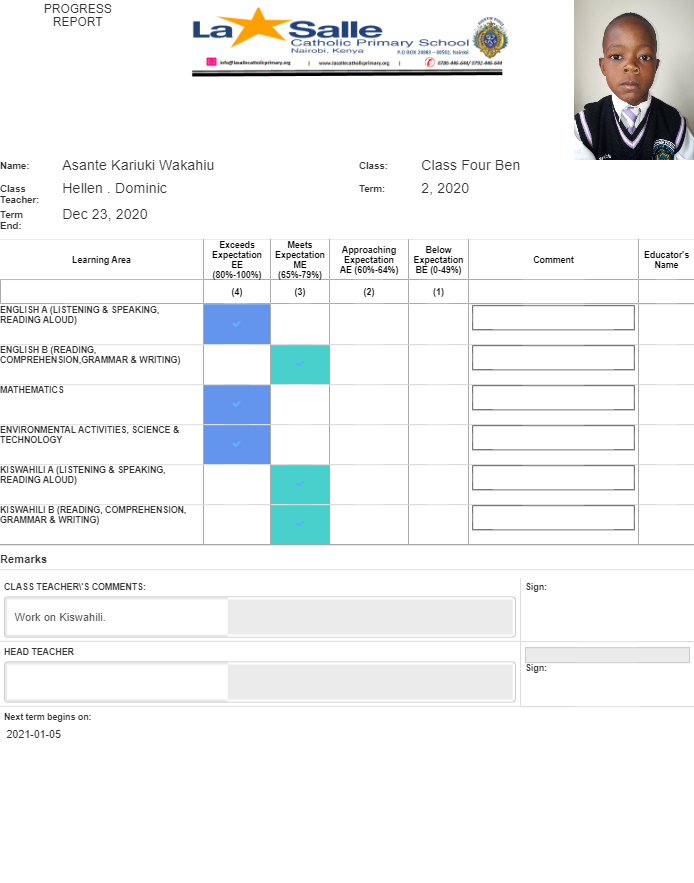 PROGRESS
REPORT
La Salle
Catholic Primary School
Nairobi, Kenya
P.O BOX 24083 – 00502, Nairobi
info@lasallecatholicprimary.org | www.lasallecatholicprimary.org | 0780-446-644/ 0792-446-644
Name: Asante Kariuki Wakahiu Class: Class Four Ben
Class Teacher: Hellen . Dominic Term: 2, 2020
Term End: Dec 23, 2020
Learning Area Exceeds Expectation EE (80%-100%) Meets Expectation ME (65%-79%) Approaching Expectation AE (60%-64%) Below Expectation BE (0-49%) Comment Educator's Name
(4) (3) (2) (1)
ENGLISH A (LISTENING & SPEAKING,
READING ALOUD)
ENGLISH B (READING,
COMPREHENSION,GRAMMAR & WRITING)
MATHEMATICS
ENVIRONMENTAL ACTIVITIES, SCIENCE &
TECHNOLOGY
KISWAHILI A (LISTENING & SPEAKING,
READING ALOUD)
KISWAHILI B (READING, COMPREHENSION,
GRAMMAR & WRITING)
Remarks
CLASS TEACHER\'S COMMENTS: Sign:
Work on Kiswahili.
HEAD TEACHER
Sign:
Next term begins on:
2021-01-05